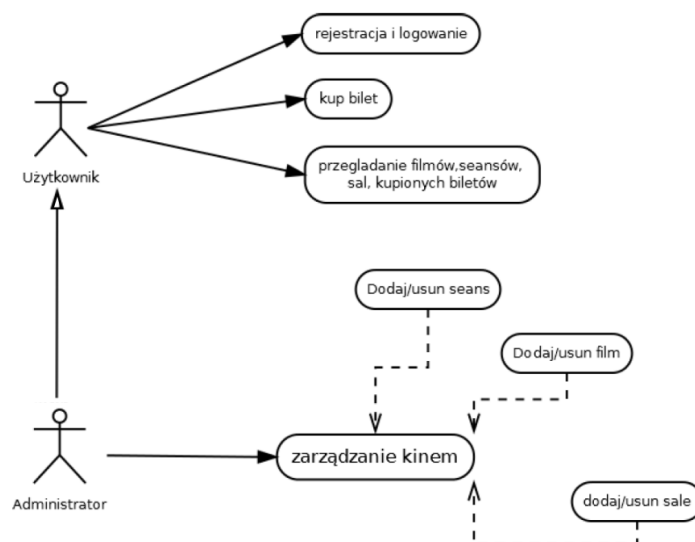 rejestracja i logowanie
kup bilet
przegladanie filmów,seansów,
sal, kupionych biletów
Użytkownik
Dodaj/usun seans
Dodaj/usun film
zarządzanie kinem
Administrator
dodaj/usun sale